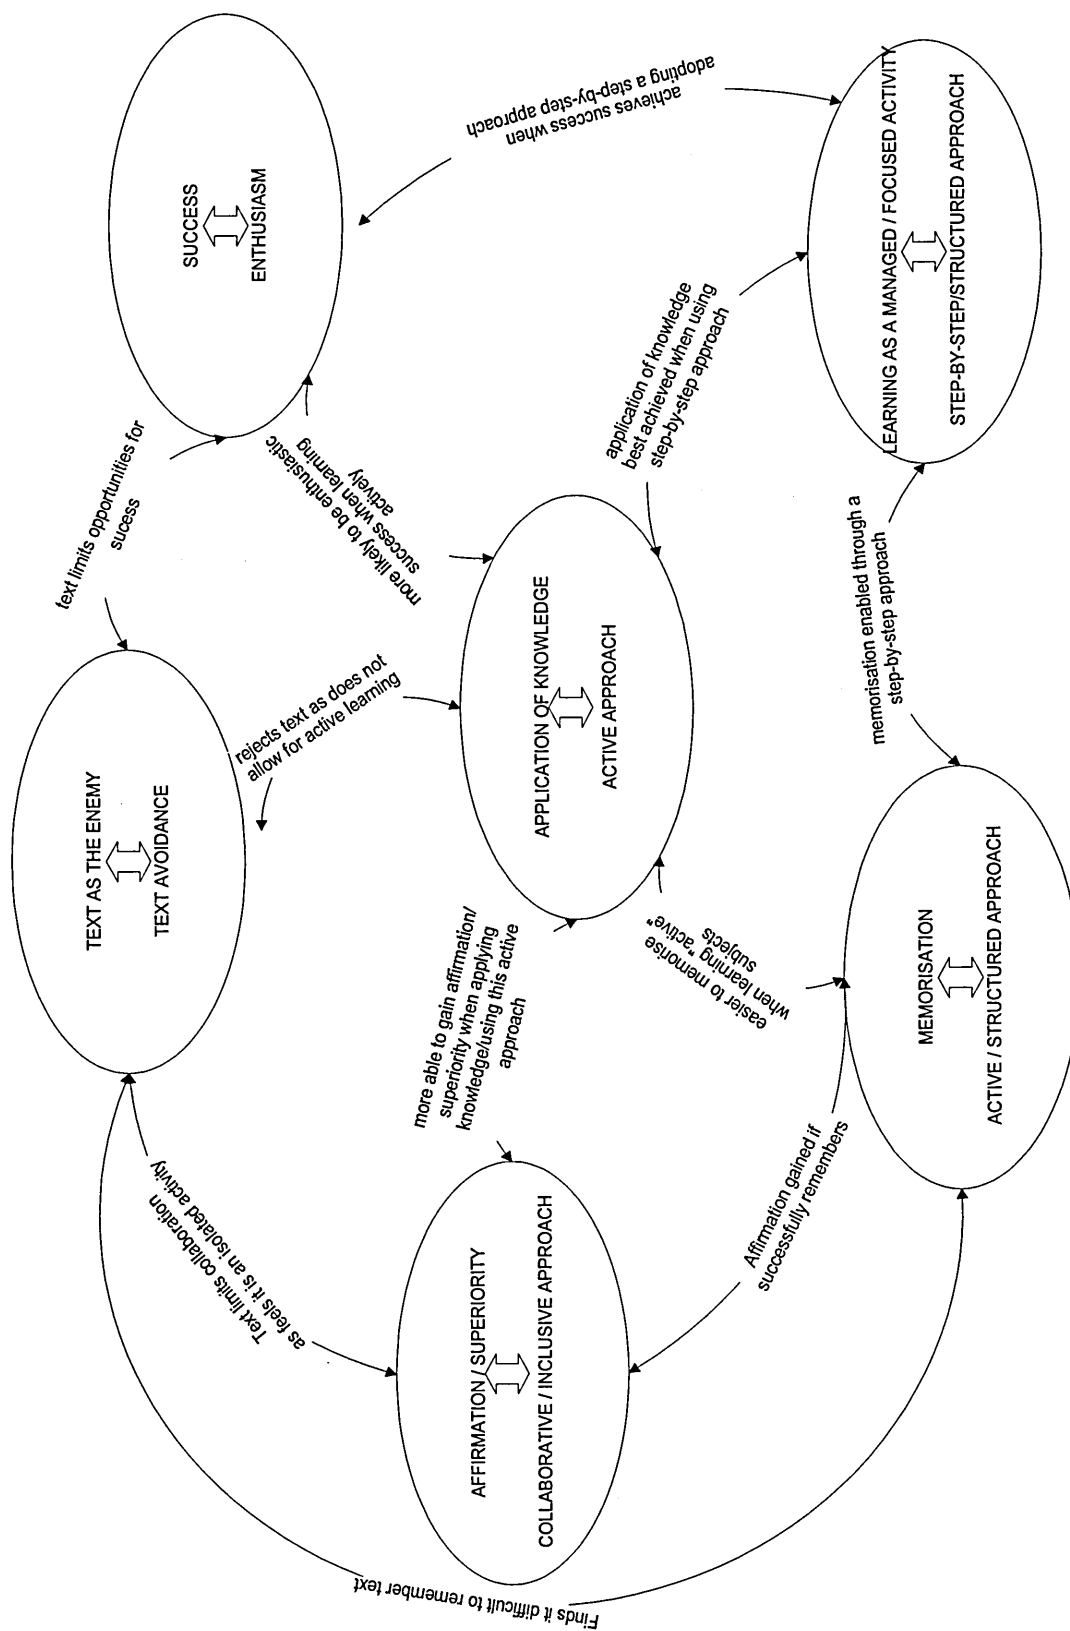 TEXT AS THE ENEMY
TEXT AVOIDANCE
text limits opportunities for
sucess
SUCCESS
ENTHUSIASM
Text limits collaboration
as feels it is an isolated activity
rejects text as does not
allow for active learning
more likely to be enthusiastic
success when learning
actively
achieves success when
adopting a step-by-step approach
AFFIRMATION / SUPERIORITY
COLLABORATIVE / INCLUSIVE APPROACH
more able to gain affirmation/
superiority when applying
knowledge/using this active
approach
APPLICATION OF KNOWLEDGE
ACTIVE APPROACH
application of knowledge
best achieved when using
step-by-step approach
Finds it difficult to remember text
Affirmation gained if
successfully remembers
easier to memorise
when learning "active"
subjects
MEMORISATION
ACTIVE / STRUCTURED APPROACH
memorisation enabled through a
step-by-step approach
LEARNING AS A MANAGED / FOCUSED ACTIVITY
STEP-BY-STEP/STRUCTURED APPROACH